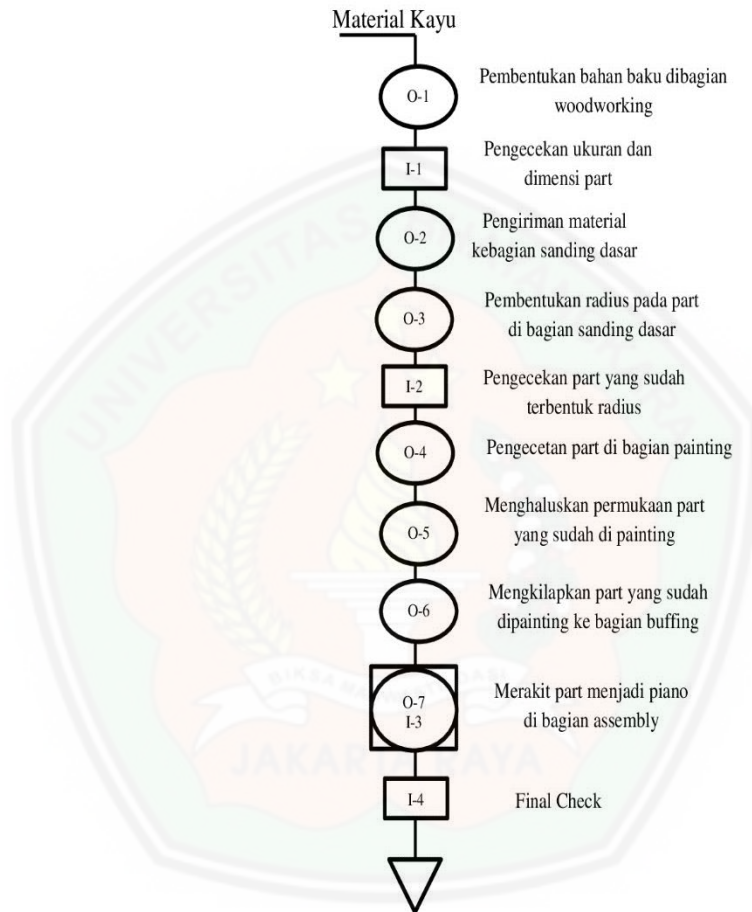 Material Kayu
O-1
Pembentukan bahan baku dibagian
woodworking
I-1
Pengecekan ukuran dan
dimensi part
O-2
Pengiriman material
kebagian sanding dasar
O-3
Pembentukan radius pada part
di bagian sanding dasar
I-2
Pengecekan part yang sudah
terbentuk radius
O-4
Pengecetan part di bagian painting
O-5
Menghaluskan permukaan part
yang sudah di painting
O-6
Mengkilapkan part yang sudah
dipainting ke bagian buffing
O-7
I-3
Merakit part menjadi piano
di bagian assembly
I-4
Final Check
UNIVERSITAS
JAKARTA RAYA